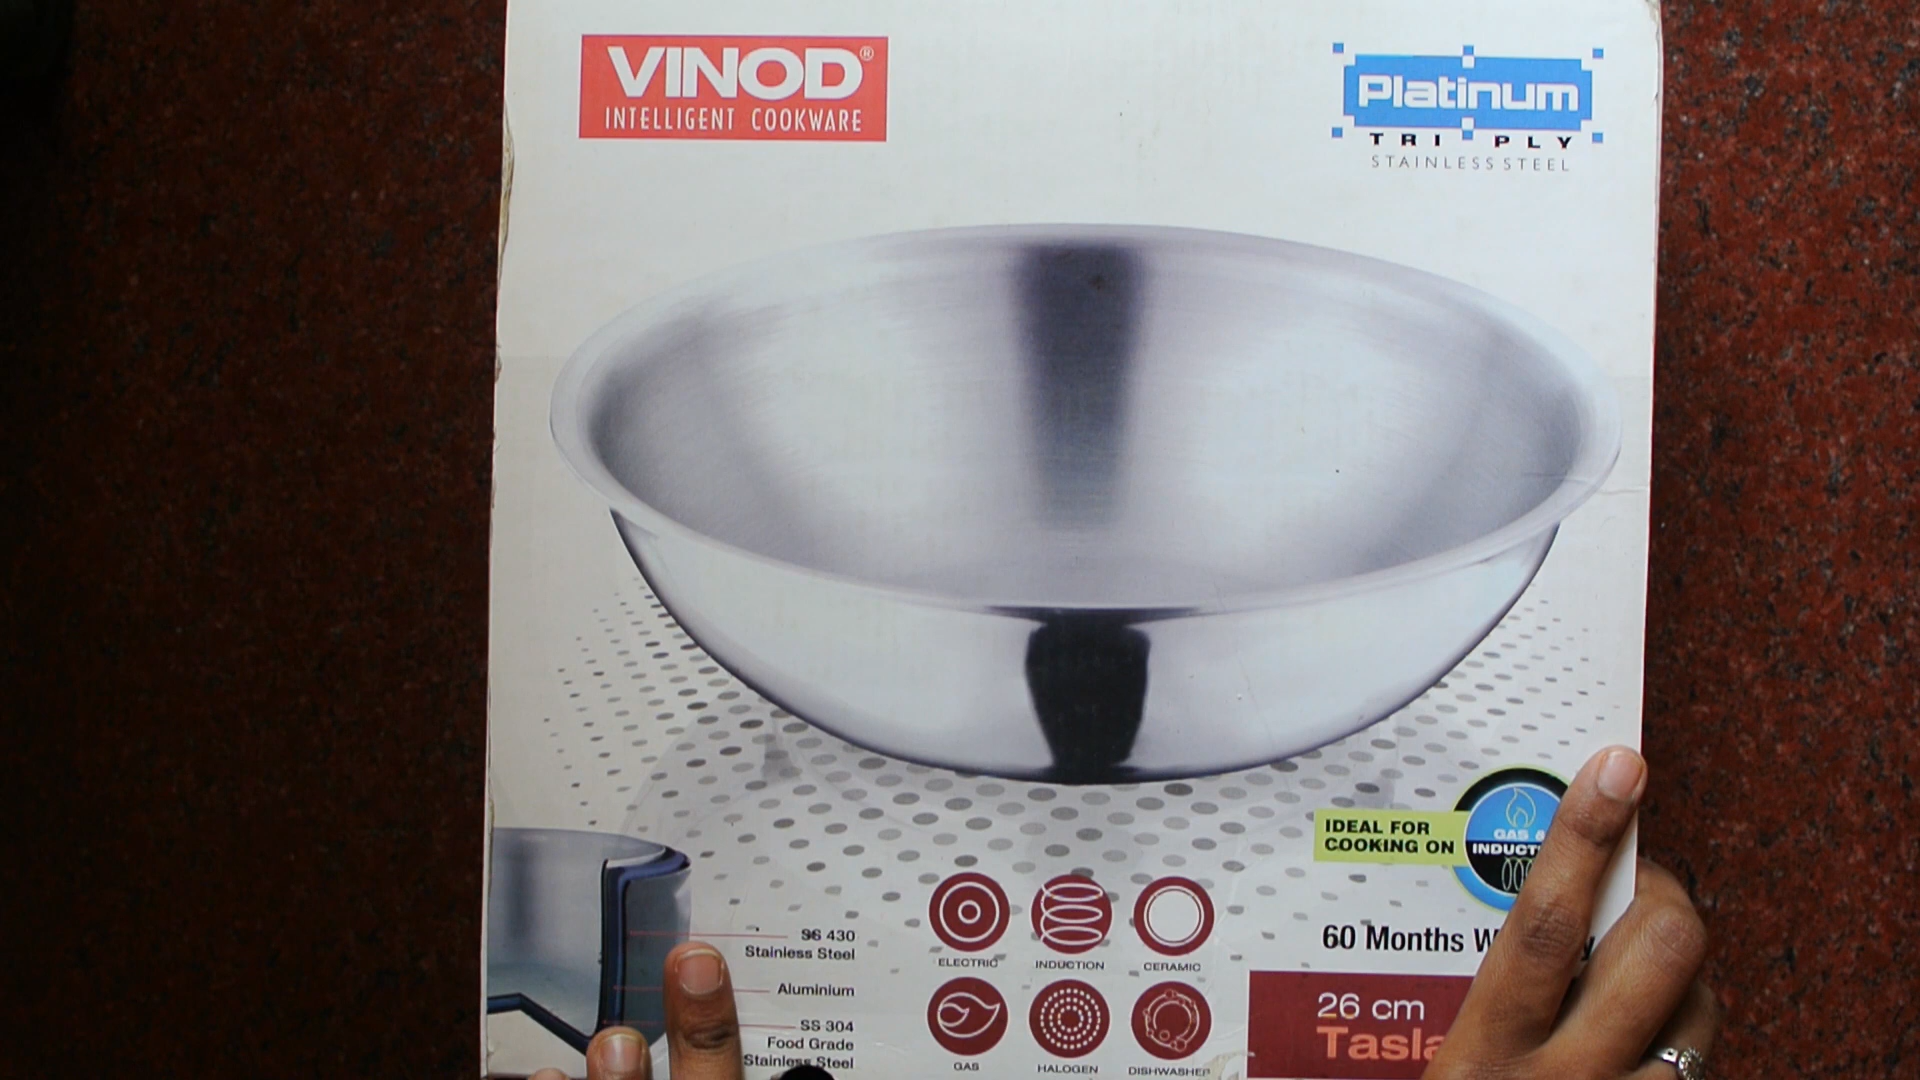 VINOD®
INTELLIGENT COOKWARE
Platinum
TRI PLY
STAINLESS STEEL
IDEAL FOR
COOKING ON
GAS &
60 Months
26 cm
Tasla
SS 430
Stainless Steel
Aluminium
SS 304
Food Grade
Stainless Steel
ELECTRIC
INDUCTION
CERAMIC
GAS
HALOGEN
DISHWASHER